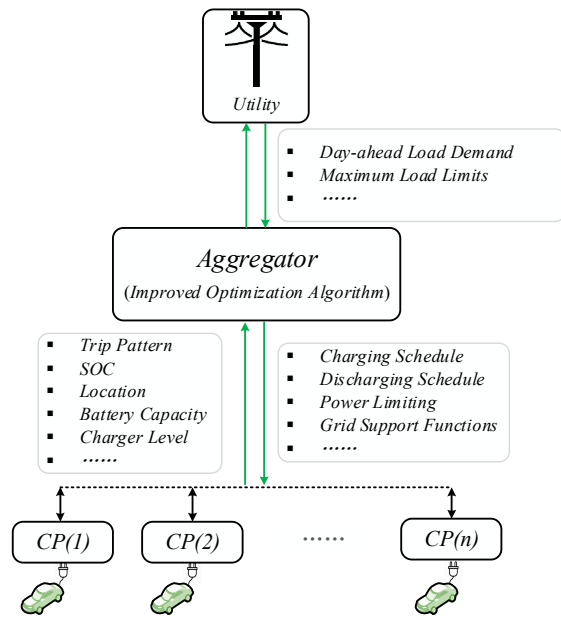 Utility
▪ Day-ahead Load Demand
▪ Maximum Load Limits
▪ ……
Aggregator
(Improved Optimization Algorithm)
▪ Trip Pattern
▪ SOC
▪ Location
▪ Battery Capacity
▪ Charger Level
▪ ……
▪ Charging Schedule
▪ Discharging Schedule
▪ Power Limiting
▪ Grid Support Functions
▪ ……
CP(1)
CP(2)
……
CP(n)